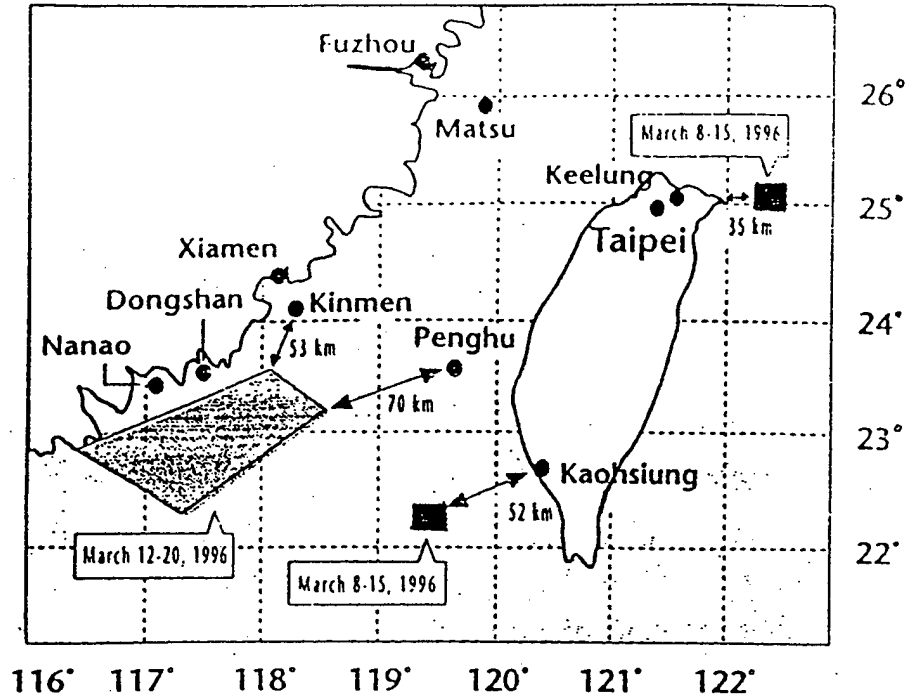 Fuzhou
26°
Matsu
March 8-15, 1996
Keelung
25°
Taipei
35 km
Xiamen
Dongshan
Kinmen
24°
Nanao
53 km
Penghu
70 km
23°
Kaohsiung
52 km
March 12-20, 1996
22°
March 8-15, 1996
116° 117° 118° 119° 120° 121° 122°